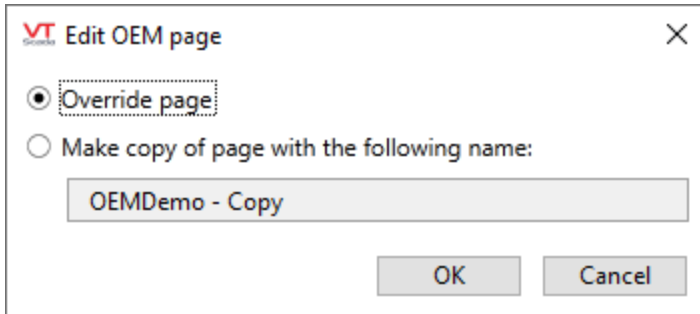 VT
Scada
Edit OEM page
Override page
Make copy of page with the following name:
OEMDemo - Copy
OK
Cancel